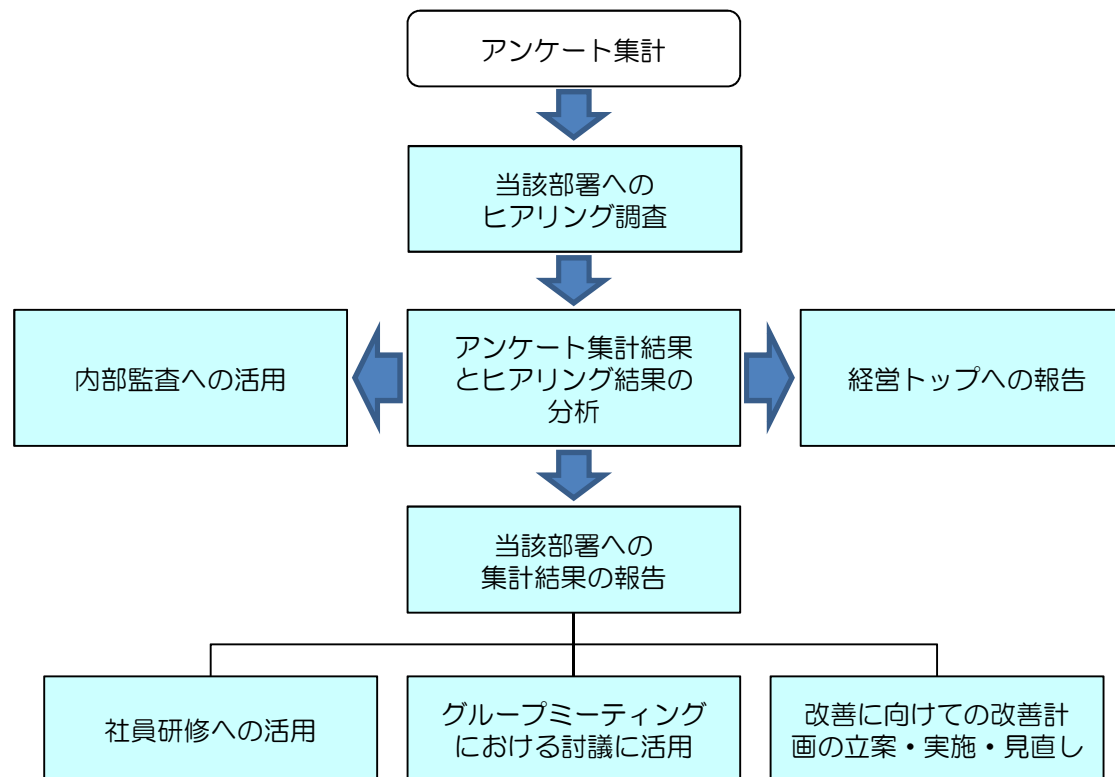 アンケート集計
当該部署への
ヒアリング調査
内部監査への活用
アンケート集計結果
とヒアリング結果の
分析
経営トップへの報告
当該部署への
集計結果の報告
社員研修への活用
グループミーティング
における討議に活用
改善に向けての改善計
画の立案・実施・見直し